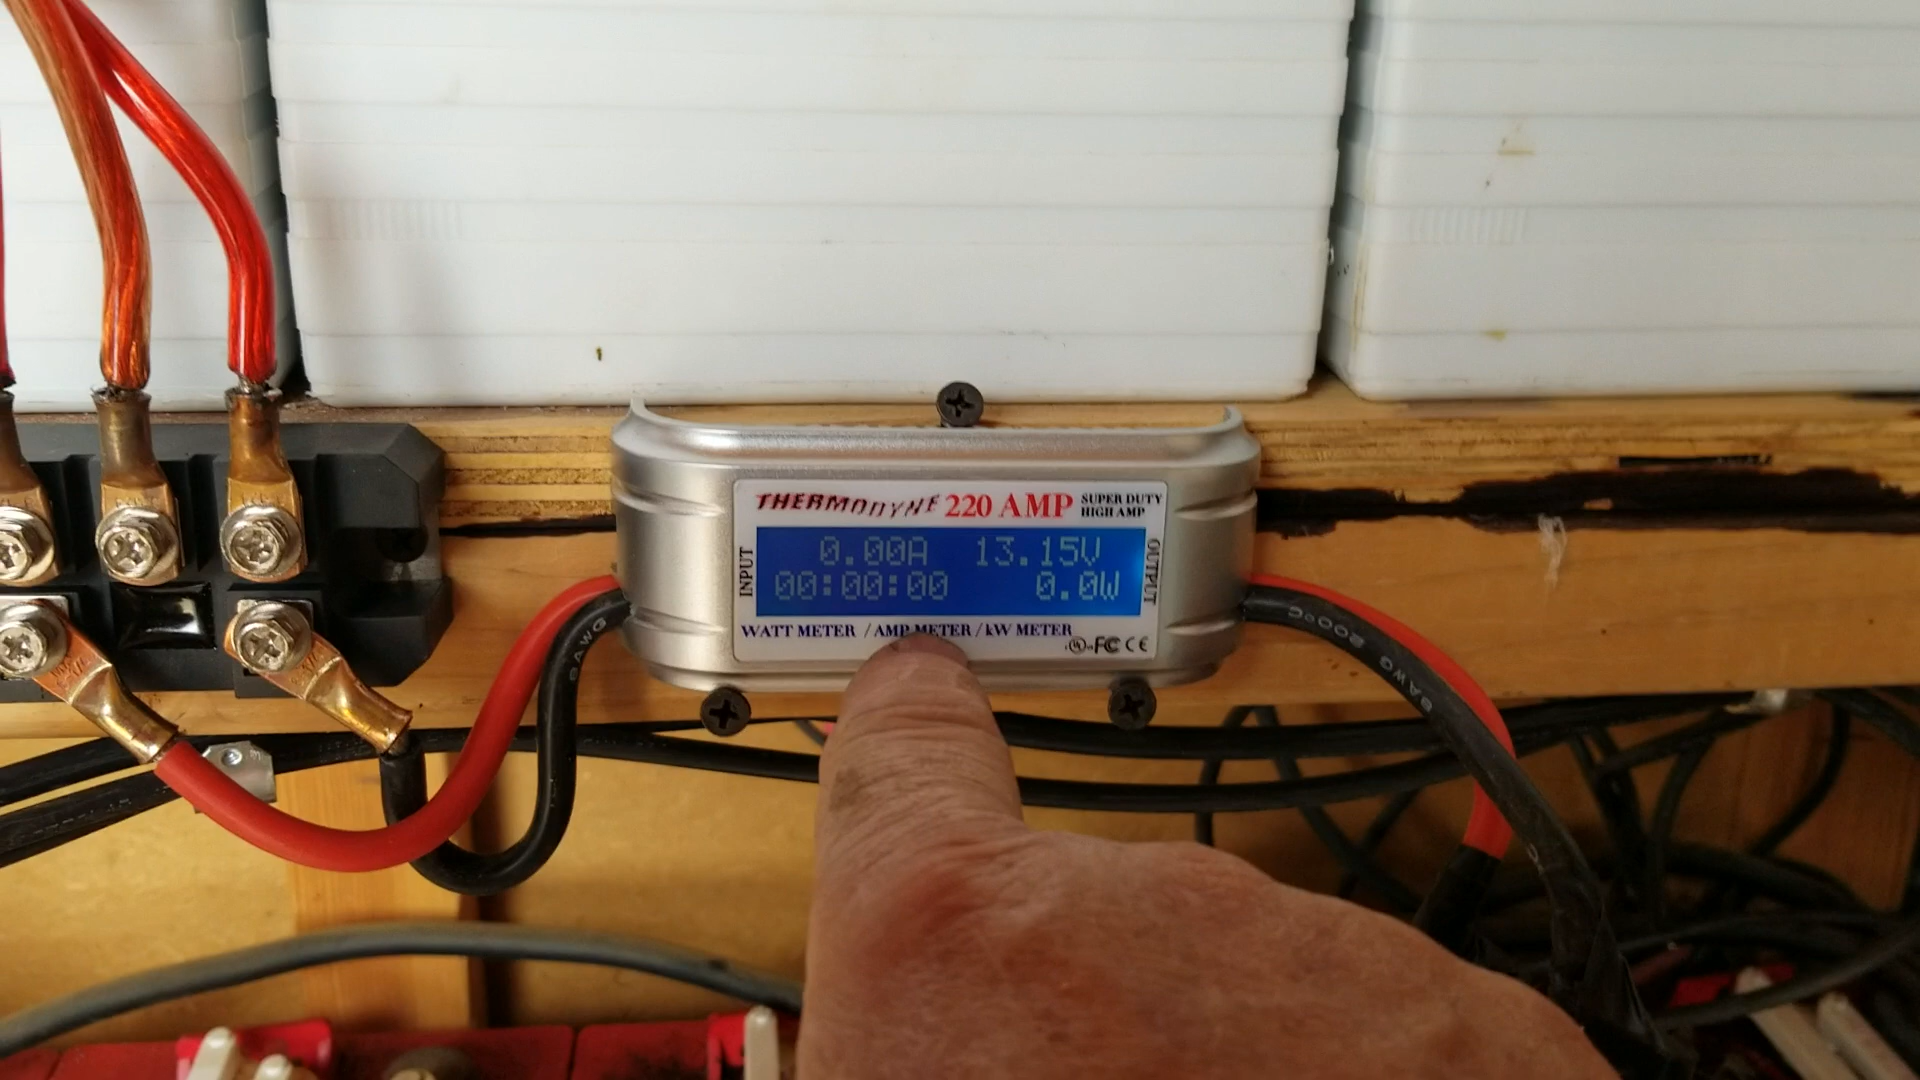 THERMODYNE 220 AMP SUPER DUTY
HIGH AMP
INPUT
0.00A 13.15V
00:00:00 0.0W
OUTPUT
WATT METER / AMP METER / kW METER
UL FC CE
8AWG
200°C 8AWG